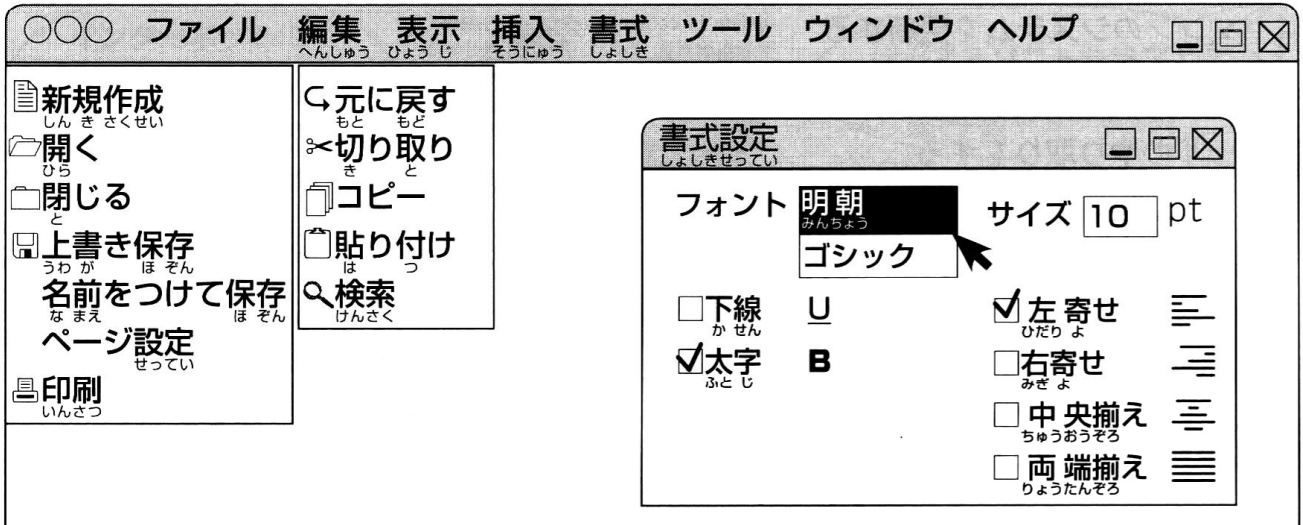 ○○○ ファイル 編集 表示 挿入 書式 ツール ウィンドウ ヘルプ
へんしゅう ひょうじ そうにゅう しょしき
新規作成
しんきさくせい
開く
ひら
閉じる
と
上書き保存
うわがほぞん
名前をつけて保存
なまえほぞん
ページ設定
せってい
印刷
いんさつ
元に戻す
もともど
切り取り
きと
コピー
貼り付け
はつ
検索
けんさく
書式設定
しょしきせってい
フォント 明朝 サイズ 10 pt
みんちょう
ゴシック
下線 U
かせん
太字 B
ふとじ
左寄せ
ひだりよ
右寄せ
みぎよ
中央揃え
ちゅうおうぞろ
両端揃え
りょうたんぞろ